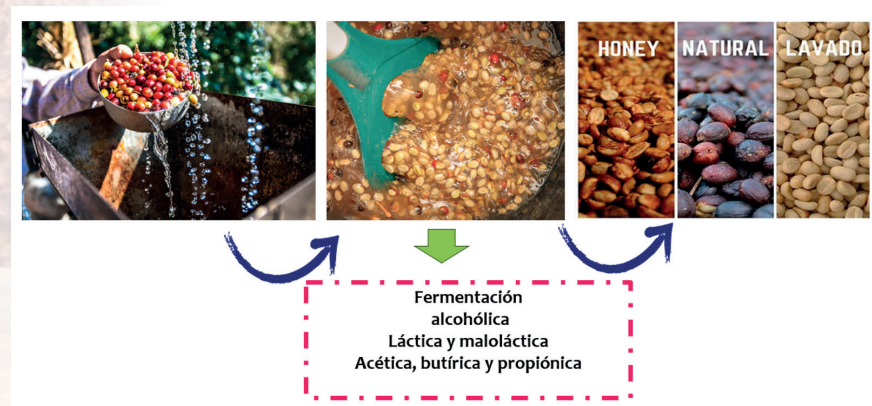 HONEY NATURAL LAVADO
Fermentación
alcohólica
Láctica y maloláctica
Acética, butírica y propiónica